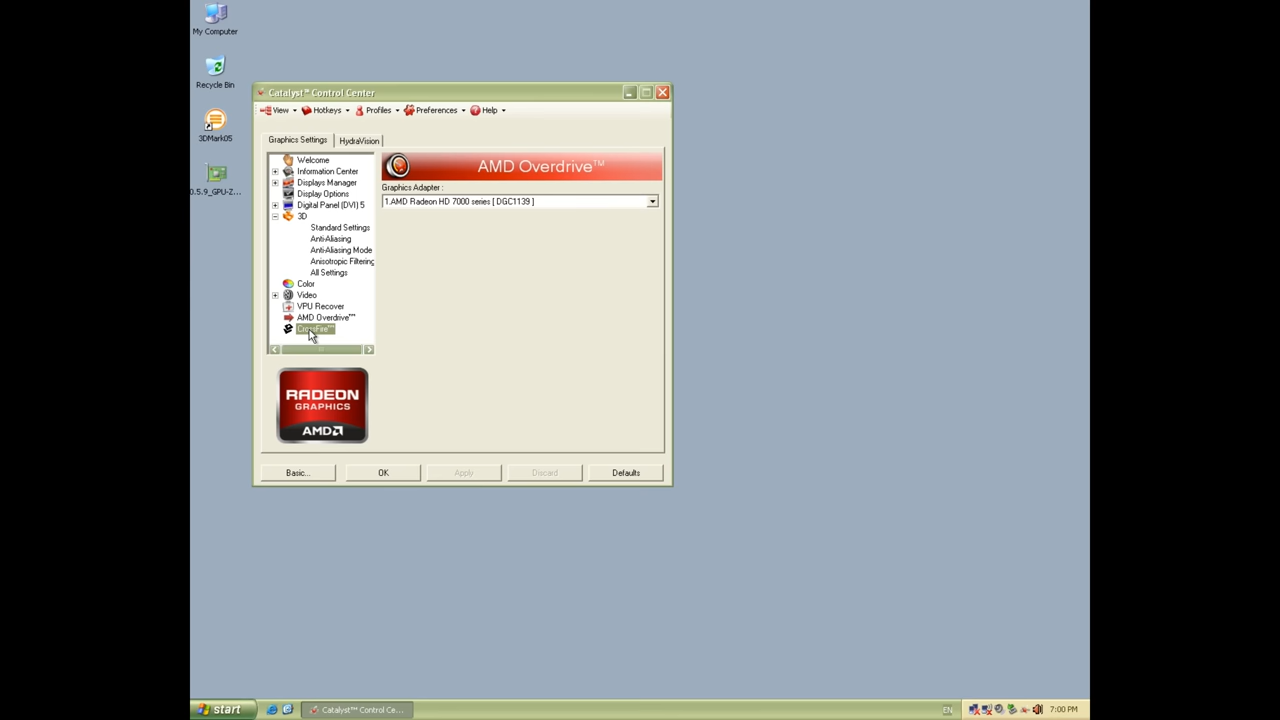 My Computer
Recycle Bin
3DMark05
0.5.9_GPU-Z...
Catalyst™ Control Center
View
Hotkeys
Profiles
Preferences
Help
Graphics Settings
HydraVision
Welcome
Information Center
Displays Manager
Display Options
Digital Panel (DVI) 5
3D
Standard Settings
Anti-Aliasing
Anti-Aliasing Mode
Anisotropic Filtering
All Settings
Color
Video
VPU Recover
AMD Overdrive™
CrossFire™
AMD Overdrive™
Graphics Adapter :
1.AMD Radeon HD 7000 series [ DGC1139 ]
RADEON
GRAPHICS
AMD
Basic...
OK
Apply
Discard
Defaults
start
Catalyst™ Control Ce...
EN
7:00 PM